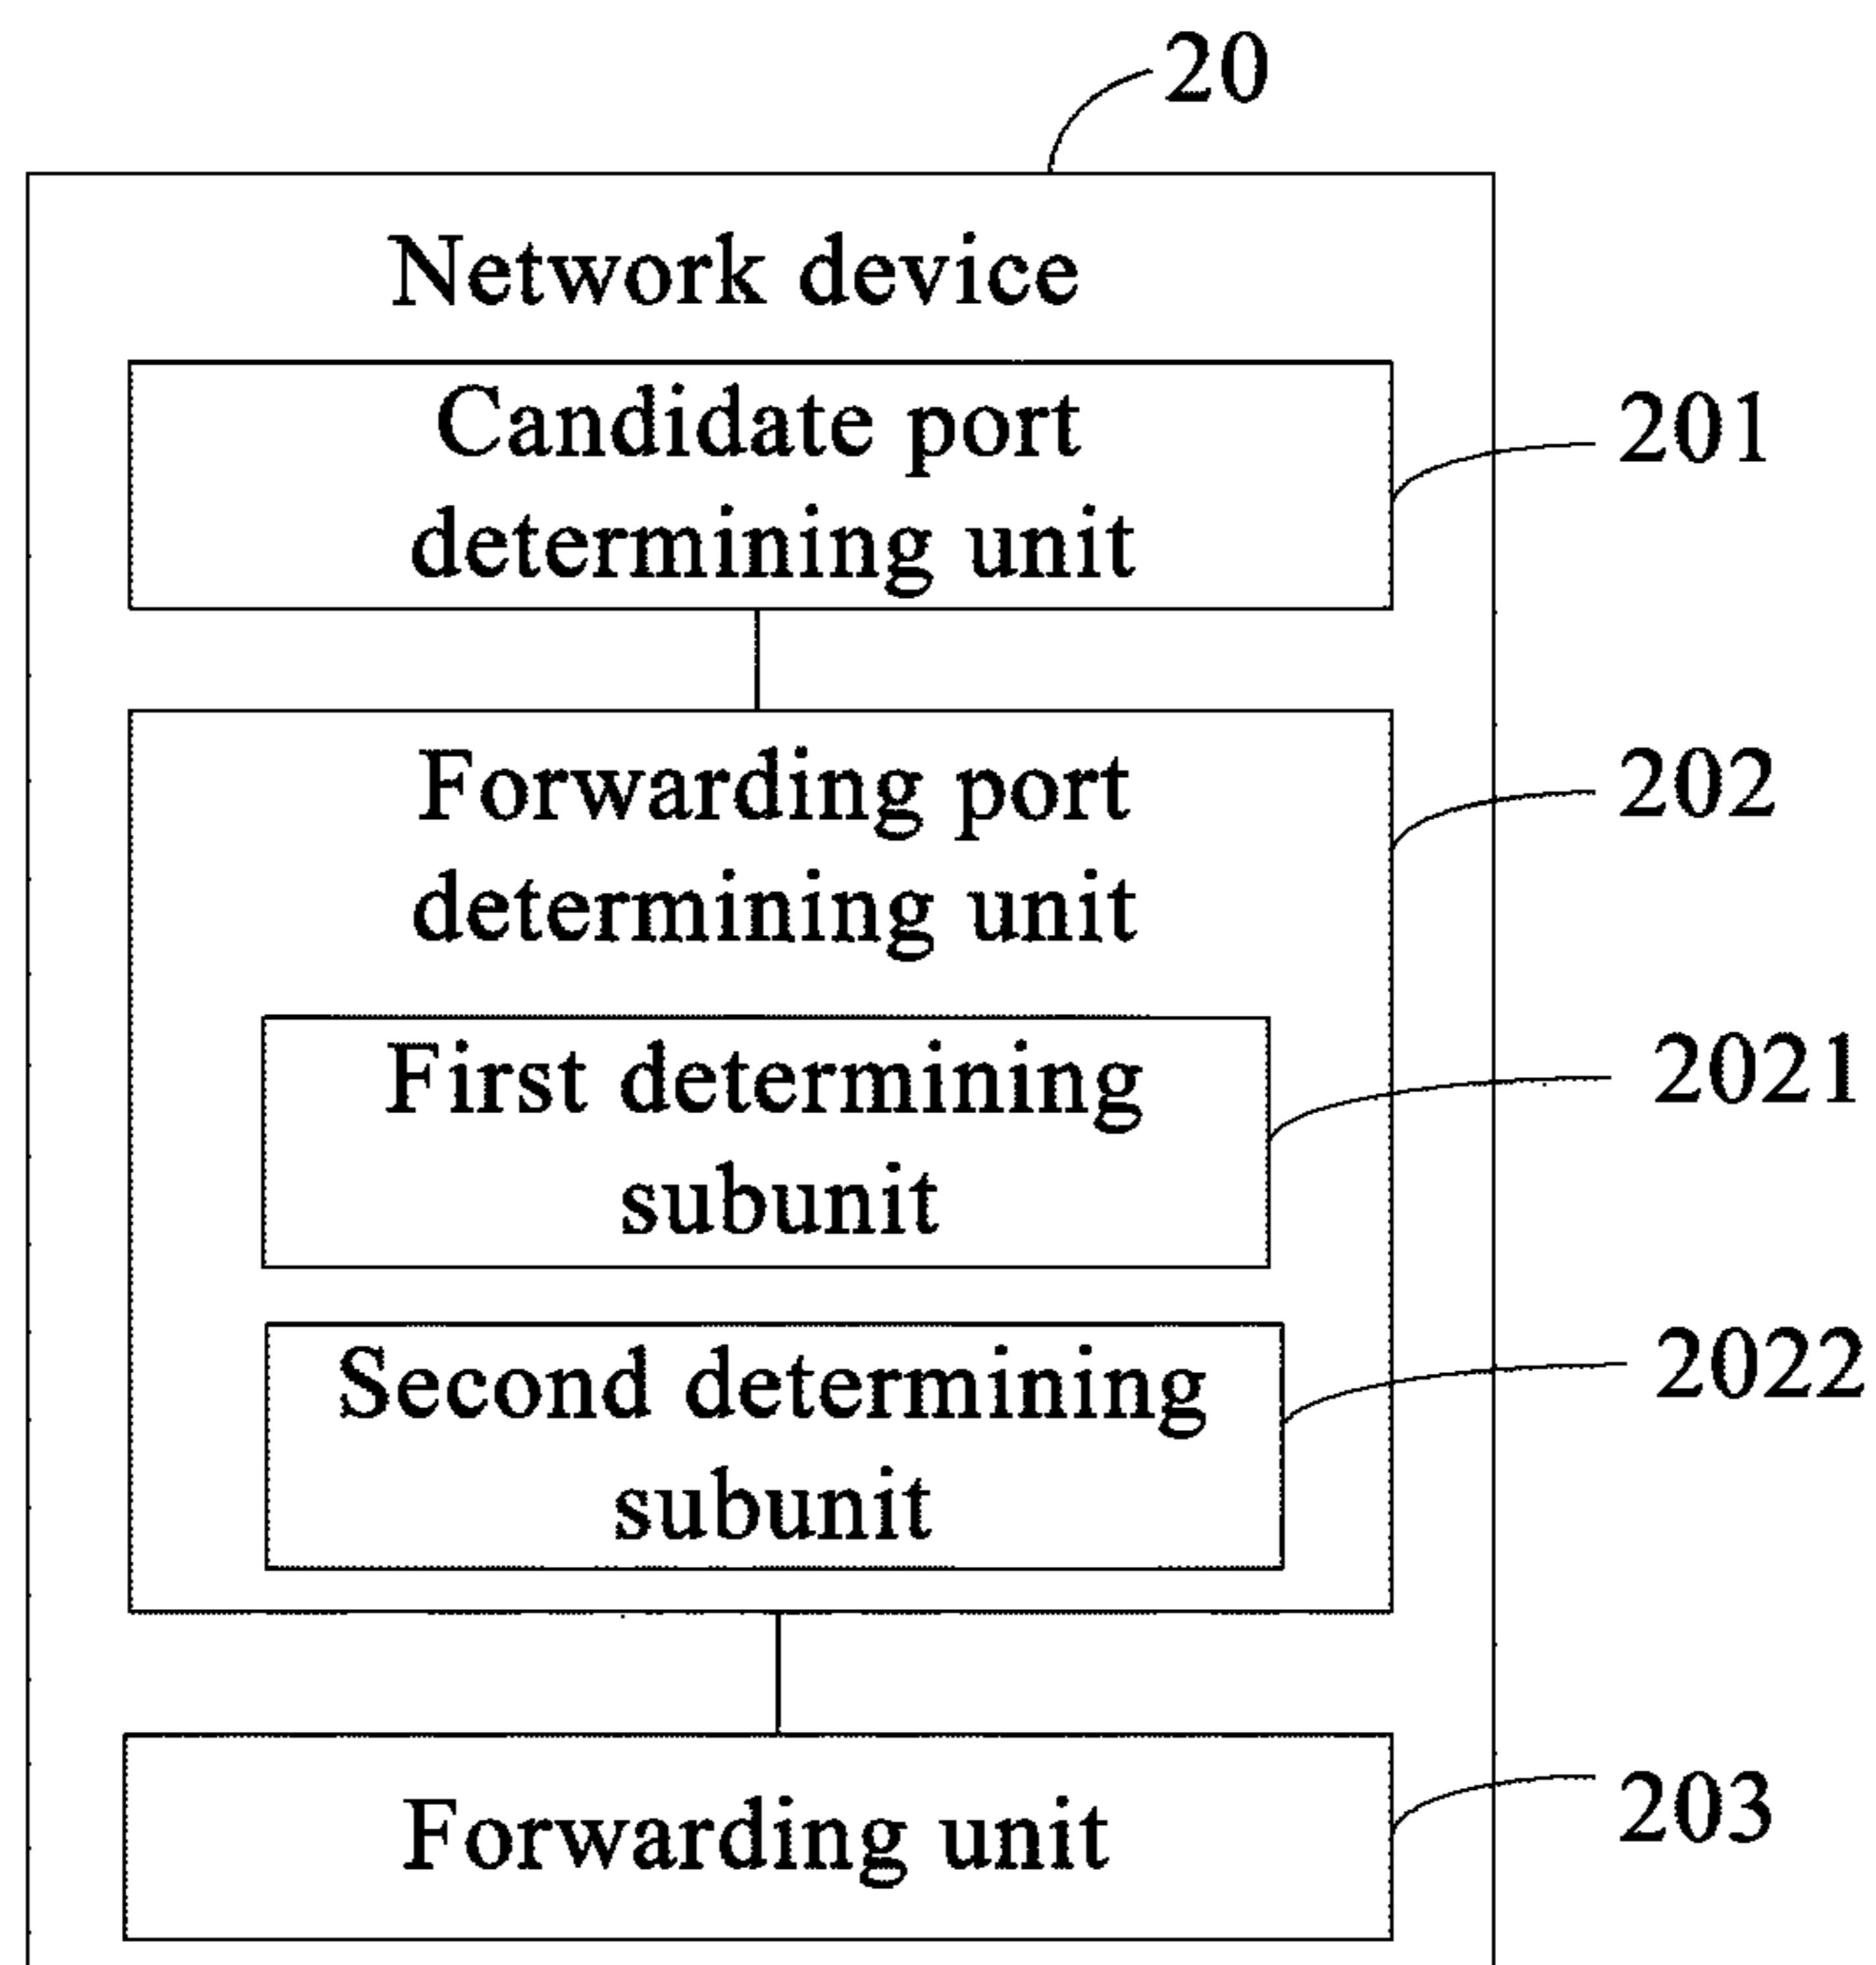 20
Network device
Candidate port
determining unit
201
Forwarding port
determining unit
202
First determining
subunit
2021
Second determining
subunit
2022
Forwarding unit
203